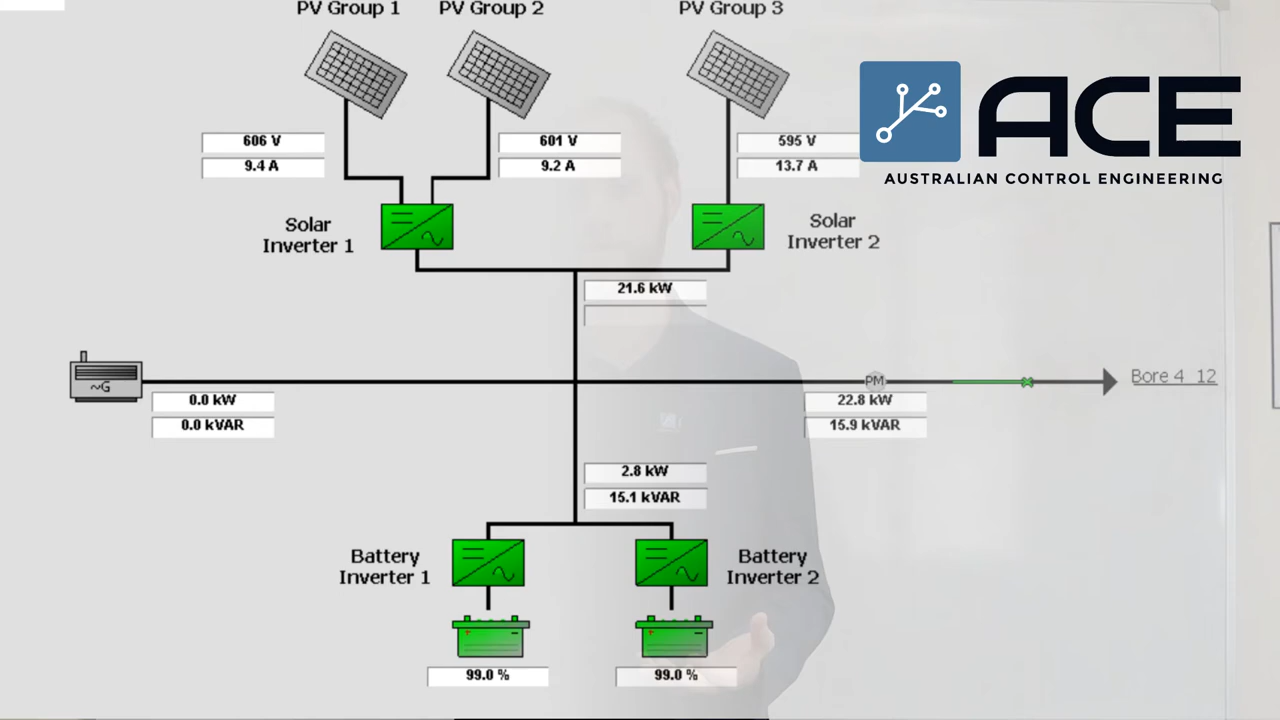 PV Group 1
PV Group 2
PV Group 3
ACE
AUSTRALIAN CONTROL ENGINEERING
606 V
9.4 A
601 V
9.2 A
595 V
13.7 A
Solar
Inverter 1
Solar
Inverter 2
21.6 kW
~G
0.0 kW
0.0 kVAR
PM
22.8 kW
15.9 kVAR
Bore 4_12
2.8 kW
15.1 kVAR
Battery
Inverter 1
Battery
Inverter 2
99.0 %
99.0 %